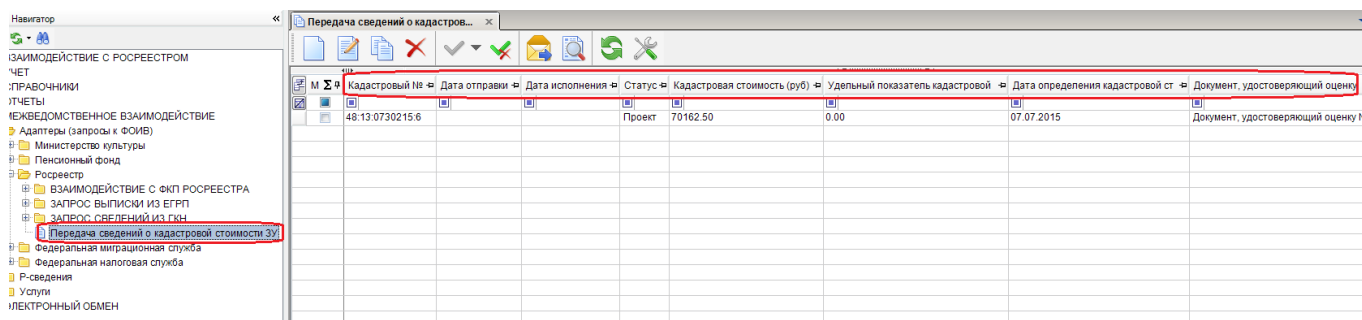 Навигатор «
ВЗАИМОДЕЙСТВИЕ С РОСРЕЕСТРОМ
УЧЕТ
СПРАВОЧНИКИ
ОТЧЕТЫ
МЕЖВЕДОМСТВЕННОЕ ВЗАИМОДЕЙСТВИЕ
Адаптеры (запросы к ФОИВ)
Министерство культуры
Пенсионный фонд
Росреестр
ВЗАИМОДЕЙСТВИЕ С ФКП РОСРЕЕСТРА
ЗАПРОС ВЫПИСКИ ИЗ ЕГРП
ЗАПРОС СВЕДЕНИЙ ИЗ ГКН
Передача сведений о кадастровой стоимости ЗУ
Федеральная миграционная служба
Федеральная налоговая служба
Р-сведения
Услуги
ЭЛЕКТРОННЫЙ ОБМЕН
Передача сведений о кадастров... ×
М Σ Кадастровый № Дата отправки Дата исполнения Статус Кадастровая стоимость (руб) Удельный показатель кадастровой Дата определения кадастровой ст Документ, удостоверяющий оценку
48:13:0730215:6 Проект 70162.50 0.00 07.07.2015 Документ, удостоверяющий оценку